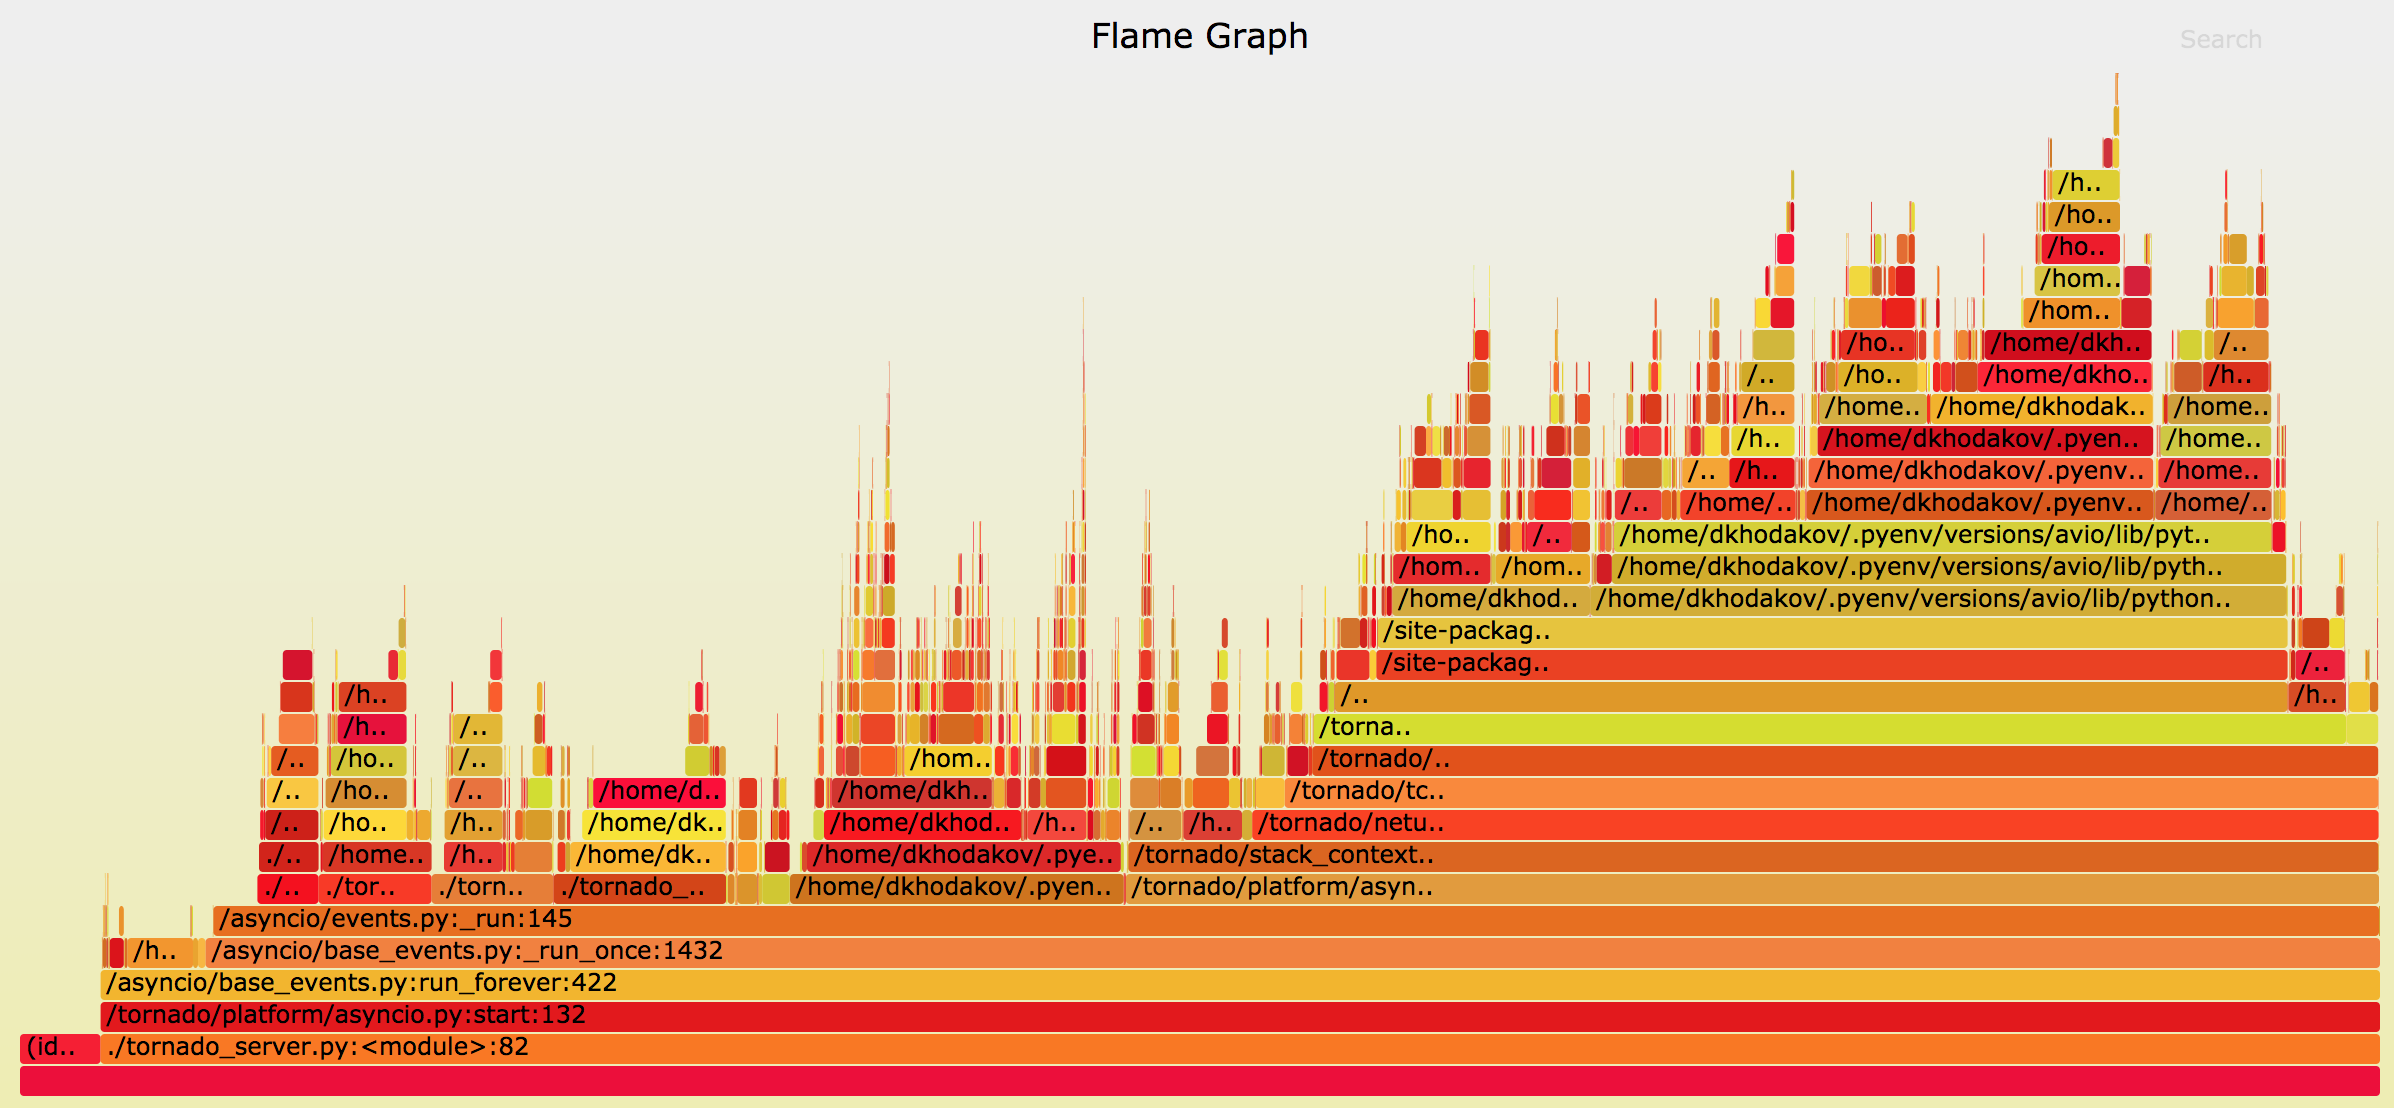 Flame Graph
Search
/h..
/ho..
/ho..
/hom..
/hom..
/ho.. /home/dkh.. /..
/.. /ho.. /home/dkho.. /h..
/h.. /home.. /home/dkhodak.. /home..
/h.. /home/dkhodakov/.pyen.. /home..
/.. /h.. /home/dkhodakov/.pyenv.. /home..
/.. /home/.. /home/dkhodakov/.pyenv.. /home/..
/ho.. /.. /home/dkhodakov/.pyenv/versions/avio/lib/pyt..
/hom.. /hom.. /home/dkhodakov/.pyenv/versions/avio/lib/pyth..
/home/dkhod.. /home/dkhodakov/.pyenv/versions/avio/lib/python..
/site-packag..
/site-packag.. /..
/h.. /.. /h..
/h.. /.. /torna..
/.. /ho.. /.. /hom.. /tornado/..
/.. /ho.. /.. /home/d.. /home/dkh.. /tornado/tc..
/.. /ho.. /h.. /home/dk.. /home/dkhod.. /h.. /.. /h.. /tornado/netu..
./.. /home.. /h.. /home/dk.. /home/dkhodakov/.pye.. /tornado/stack_context..
./.. ./tor.. ./torn.. ./tornado_.. /home/dkhodakov/.pyen.. /tornado/platform/asyn..
/asyncio/events.py:_run:145
/h.. /asyncio/base_events.py:_run_once:1432
/asyncio/base_events.py:run_forever:422
/tornado/platform/asyncio.py:start:132
(id.. ./tornado_server.py:<module>:82